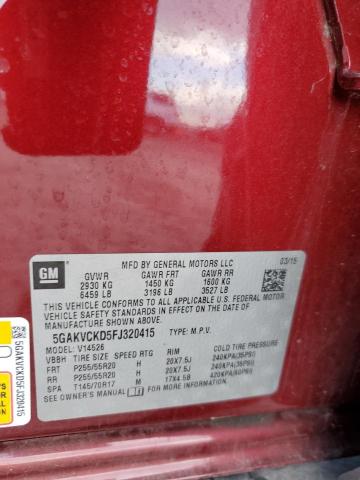 GM
MFD BY GENERAL MOTORS LLC
03/15
GVWR GAWR FRT GAWR RR
2930 KG 1450 KG 1600 KG
6459 LB 3196 LB 3527 LB
THIS VEHICLE CONFORMS TO ALL APPLICABLE U.S. FEDERAL MOTOR
VEHICLE SAFETY AND THEFT PREVENTION STANDARDS IN EFFECT ON
THE DATE OF MANUFACTURE SHOWN ABOVE.
5GAKVCKD5FJ320415 TYPE: M.P.V.
MODEL: V14526
VBBH TIRE SIZE SPEED RTG RIM COLD TIRE PRESSURE
FRT P255/55R20 H 20X7.5J 240KPA(35PSI)
RR P255/55R20 H 20X7.5J 240KPA(35PSI)
SPA T145/70R17 M 17X4.5B 420KPA(60PSI)
SEE OWNER'S MANUAL FOR ADDITIONAL INFORMATION.
5GAKVCKD5FJ320415